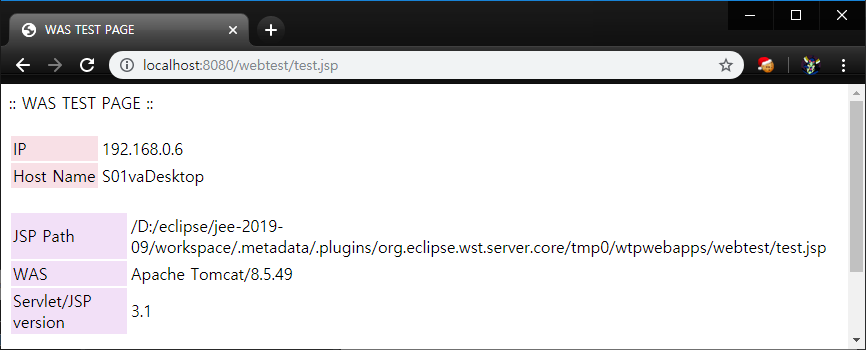 WAS TEST PAGE
localhost:8080/webtest/test.jsp
:: WAS TEST PAGE ::
IP 192.168.0.6
Host Name S01vaDesktop
JSP Path /D:/eclipse/jee-2019-
09/workspace/.metadata/.plugins/org.eclipse.wst.server.core/tmp0/wtpwebapps/webtest/test.jsp
WAS Apache Tomcat/8.5.49
Servlet/JSP
version 3.1